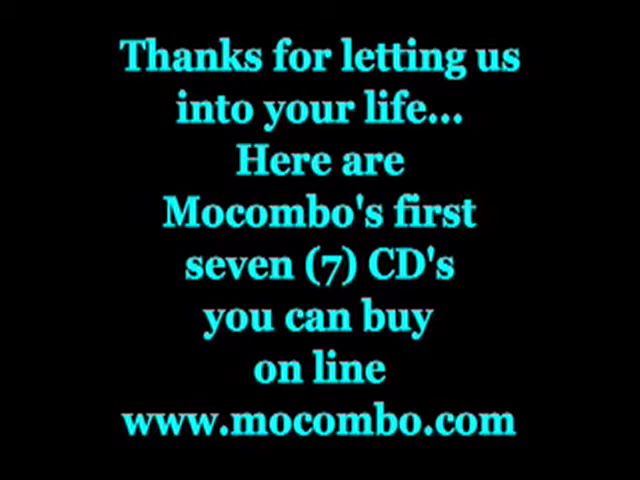 Thanks for letting us
into your life...
Here are
Mocombo's first
seven (7) CD's
you can buy
on line
www.mocombo.com